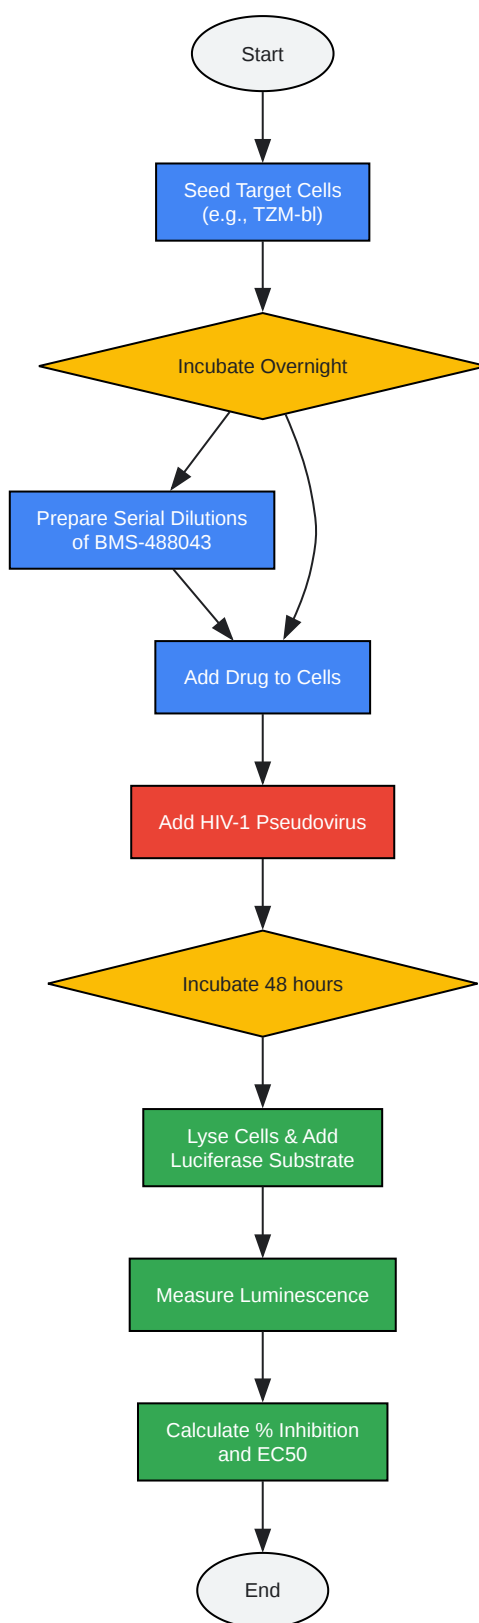 Start
Seed Target Cells
(e.g., TZM-bl)
Incubate Overnight
Prepare Serial Dilutions
of BMS-488043
Add Drug to Cells
Add HIV-1 Pseudovirus
Incubate 48 hours
Lyse Cells & Add
Luciferase Substrate
Measure Luminescence
Calculate % Inhibition
and EC50
End